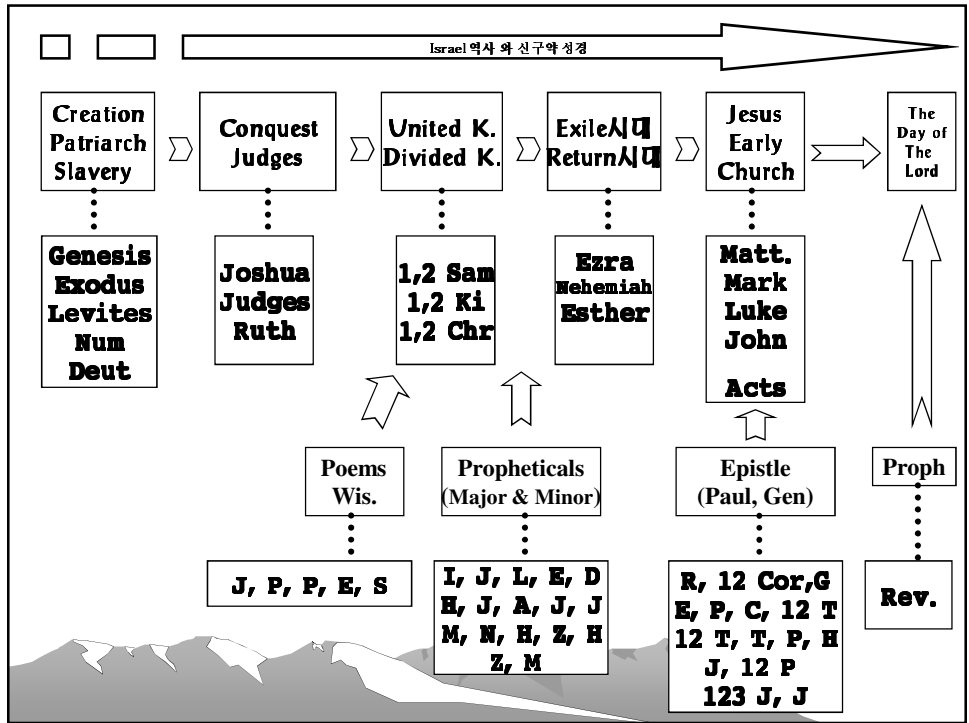 Israel 역사 와 신구약 성경
Creation
Patriarch
Slavery
Conquest
Judges
United K.
Divided K.
Exile시대
Return시대
Jesus
Early
Church
The
Day of
The
Lord
Genesis
Exodus
Levites
Num
Deut
Joshua
Judges
Ruth
1,2 Sam
1,2 Ki
1,2 Chr
Ezra
Nehemiah
Esther
Matt.
Mark
Luke
John
Acts
Poems
Wis.
Propheticals
(Major & Minor)
Epistle
(Paul, Gen)
Proph
J, P, P, E, S
I, J, L, E, D
H, J, A, J, J
M, N, H, Z, H
Z, M
R, 12 Cor,G
E, P, C, 12 T
12 T, T, P, H
J, 12 P
123 J, J
Rev.